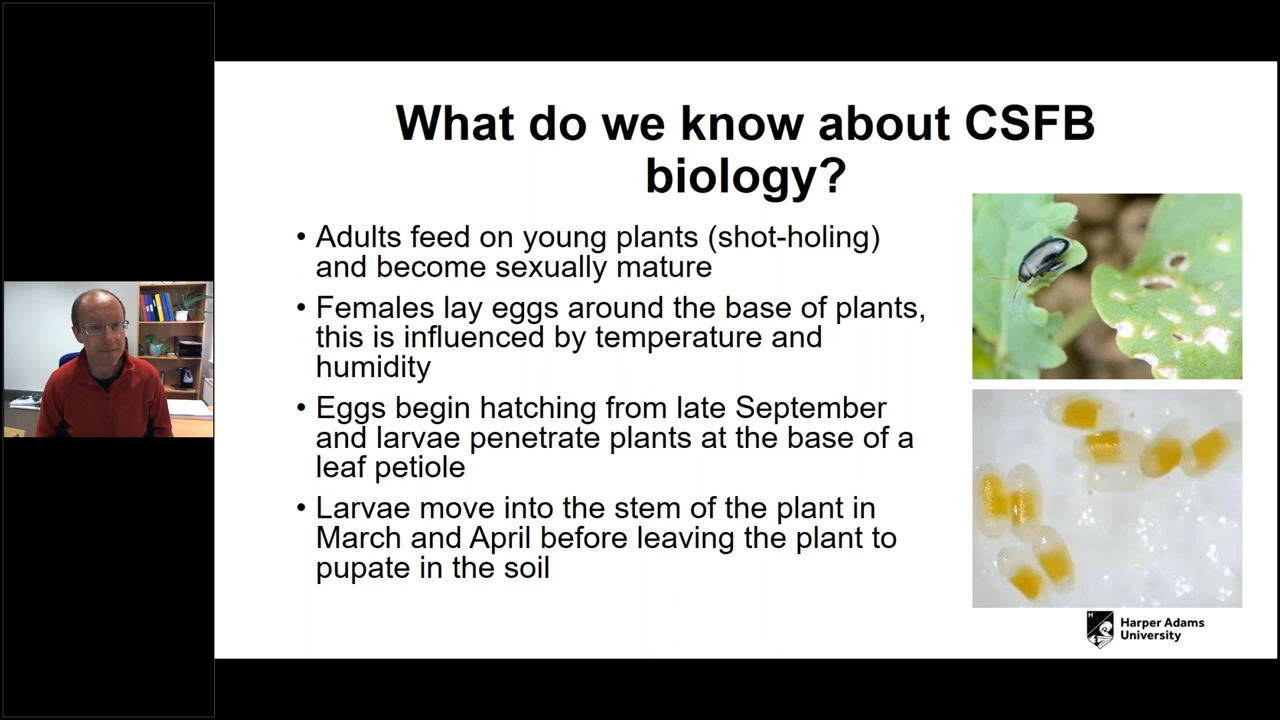 What do we know about CSFB
biology?
• Adults feed on young plants (shot-holing)
and become sexually mature
• Females lay eggs around the base of plants,
this is influenced by temperature and
humidity
• Eggs begin hatching from late September
and larvae penetrate plants at the base of a
leaf petiole
• Larvae move into the stem of the plant in
March and April before leaving the plant to
pupate in the soil
H
Harper Adams
University